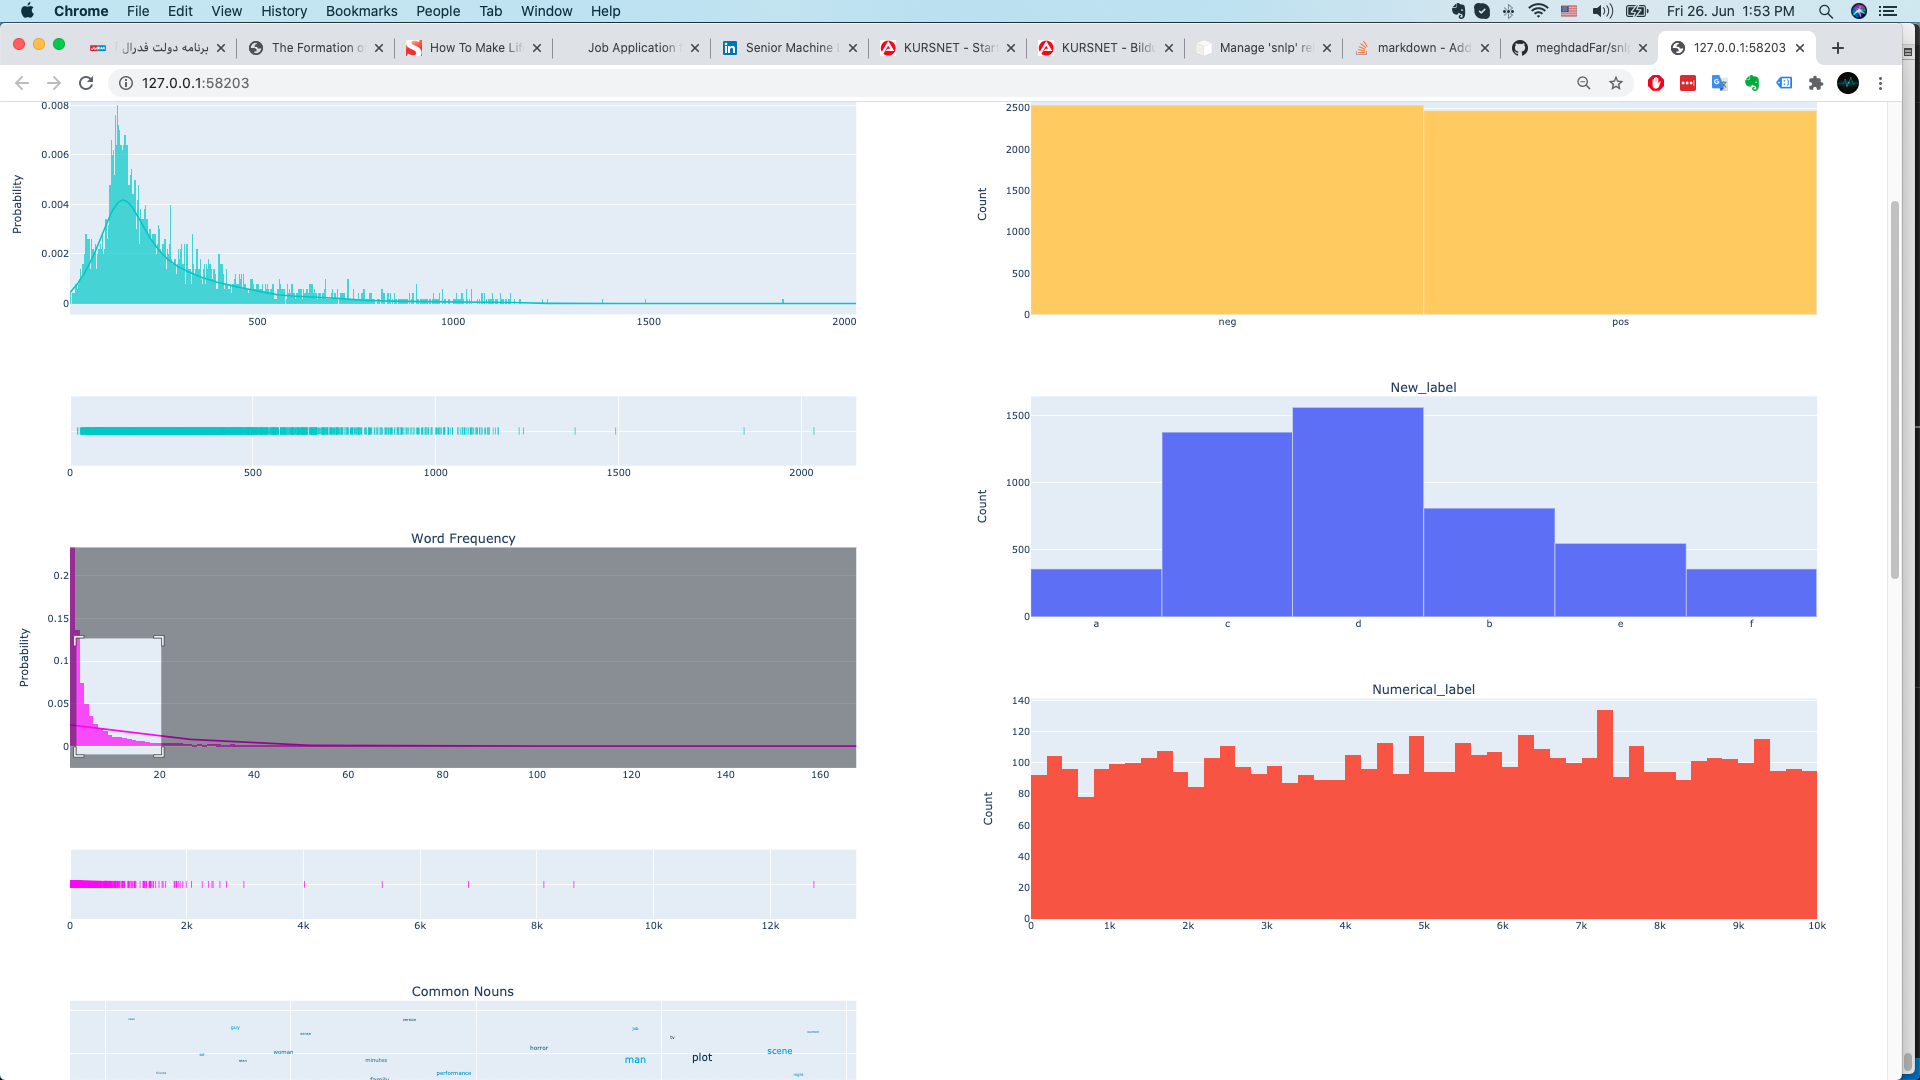 Chrome File Edit View History Bookmarks People Tab Window Help Fri 26. Jun 1:53 PM
برنامه دولت فدرال The Formation o How To Make Lif Job Application Senior Machine L KURSNET - Star KURSNET - Bildu Manage 'snlp' re markdown - Add meghdadFar/snlp 127.0.0.1:58203
127.0.0.1:58203
0.008
0.006
0.004
0.002
0
Probability
500 1000 1500 2000
2500
2000
1500
1000
500
0
Count
neg pos
0 500 1000 1500 2000
New_label
1500
1000
500
0
Count
a c d b e f
Word Frequency
0.2
0.15
0.1
0.05
0
Probability
20 40 60 80 100 120 140 160
Numerical_label
140
120
100
80
60
40
20
0
Count
0 1k 2k 3k 4k 5k 6k 7k 8k 9k 10k
0 2k 4k 6k 8k 10k 12k
Common Nouns
guy
job
tv
horror
woman
minutes
man
plot
scene
performance
family
night